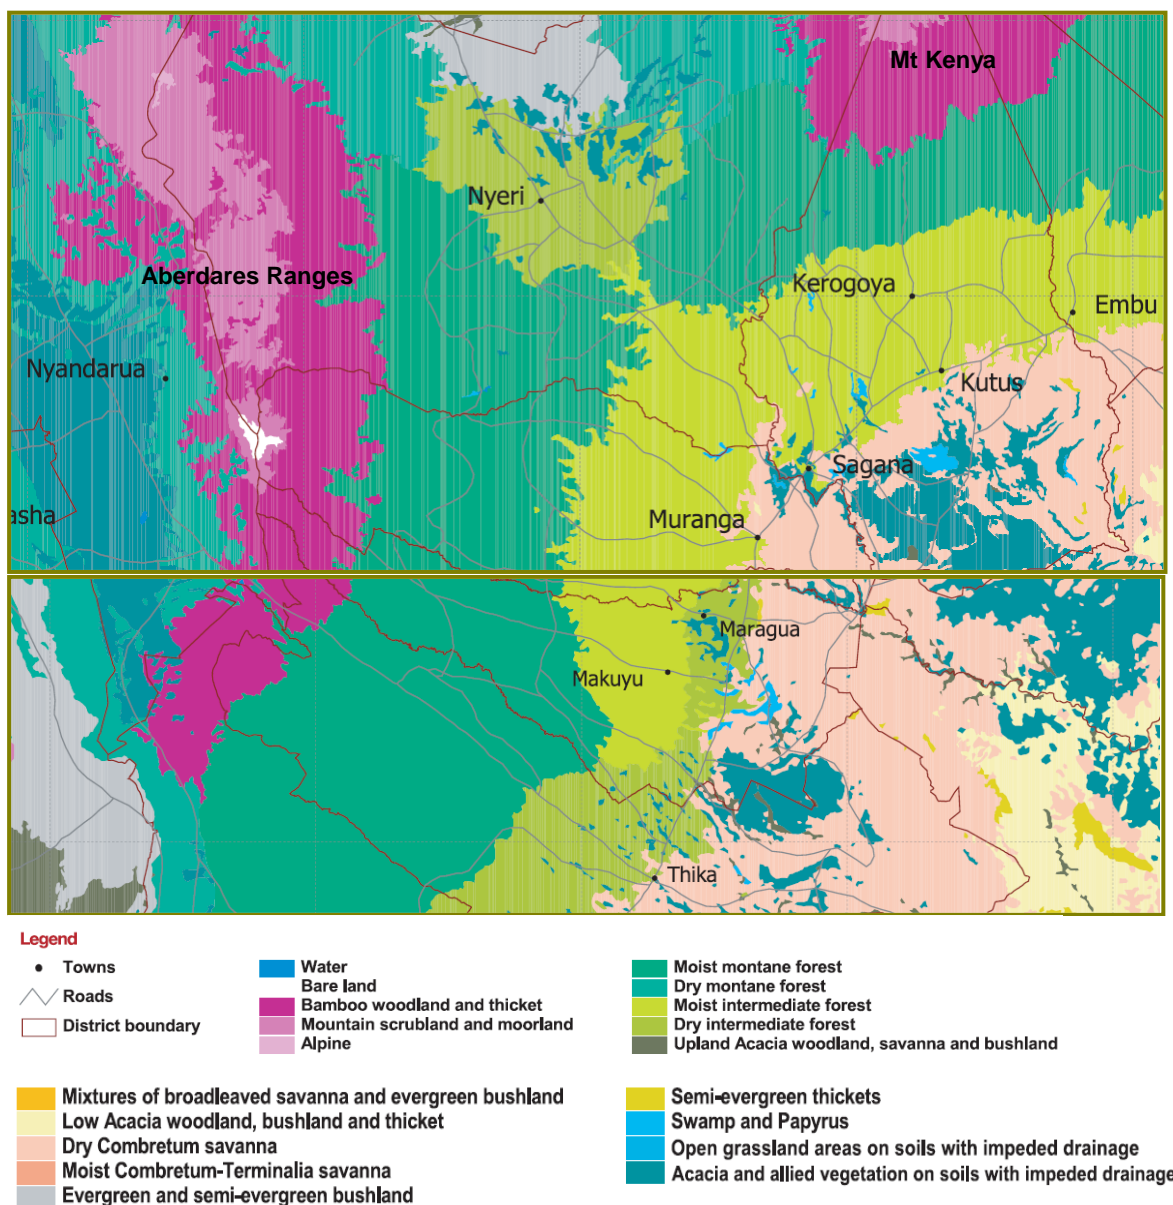 Mt Kenya
Nyeri
Aberdares Ranges
Kerogoya
Embu
Nyandarua
Kutus
Sagana
asha
Muranga
Maragua
Makuyu
Thika
Legend
Towns
Roads
District boundary
Water
Bare land
Bamboo woodland and thicket
Mountain scrubland and moorland
Alpine
Moist montane forest
Dry montane forest
Moist intermediate forest
Dry intermediate forest
Upland Acacia woodland, savanna and bushland
Mixtures of broadleaved savanna and evergreen bushland
Low Acacia woodland, bushland and thicket
Dry Combretum savanna
Moist Combretum-Terminalia savanna
Evergreen and semi-evergreen bushland
Semi-evergreen thickets
Swamp and Papyrus
Open grassland areas on soils with impeded drainage
Acacia and allied vegetation on soils with impeded drainage